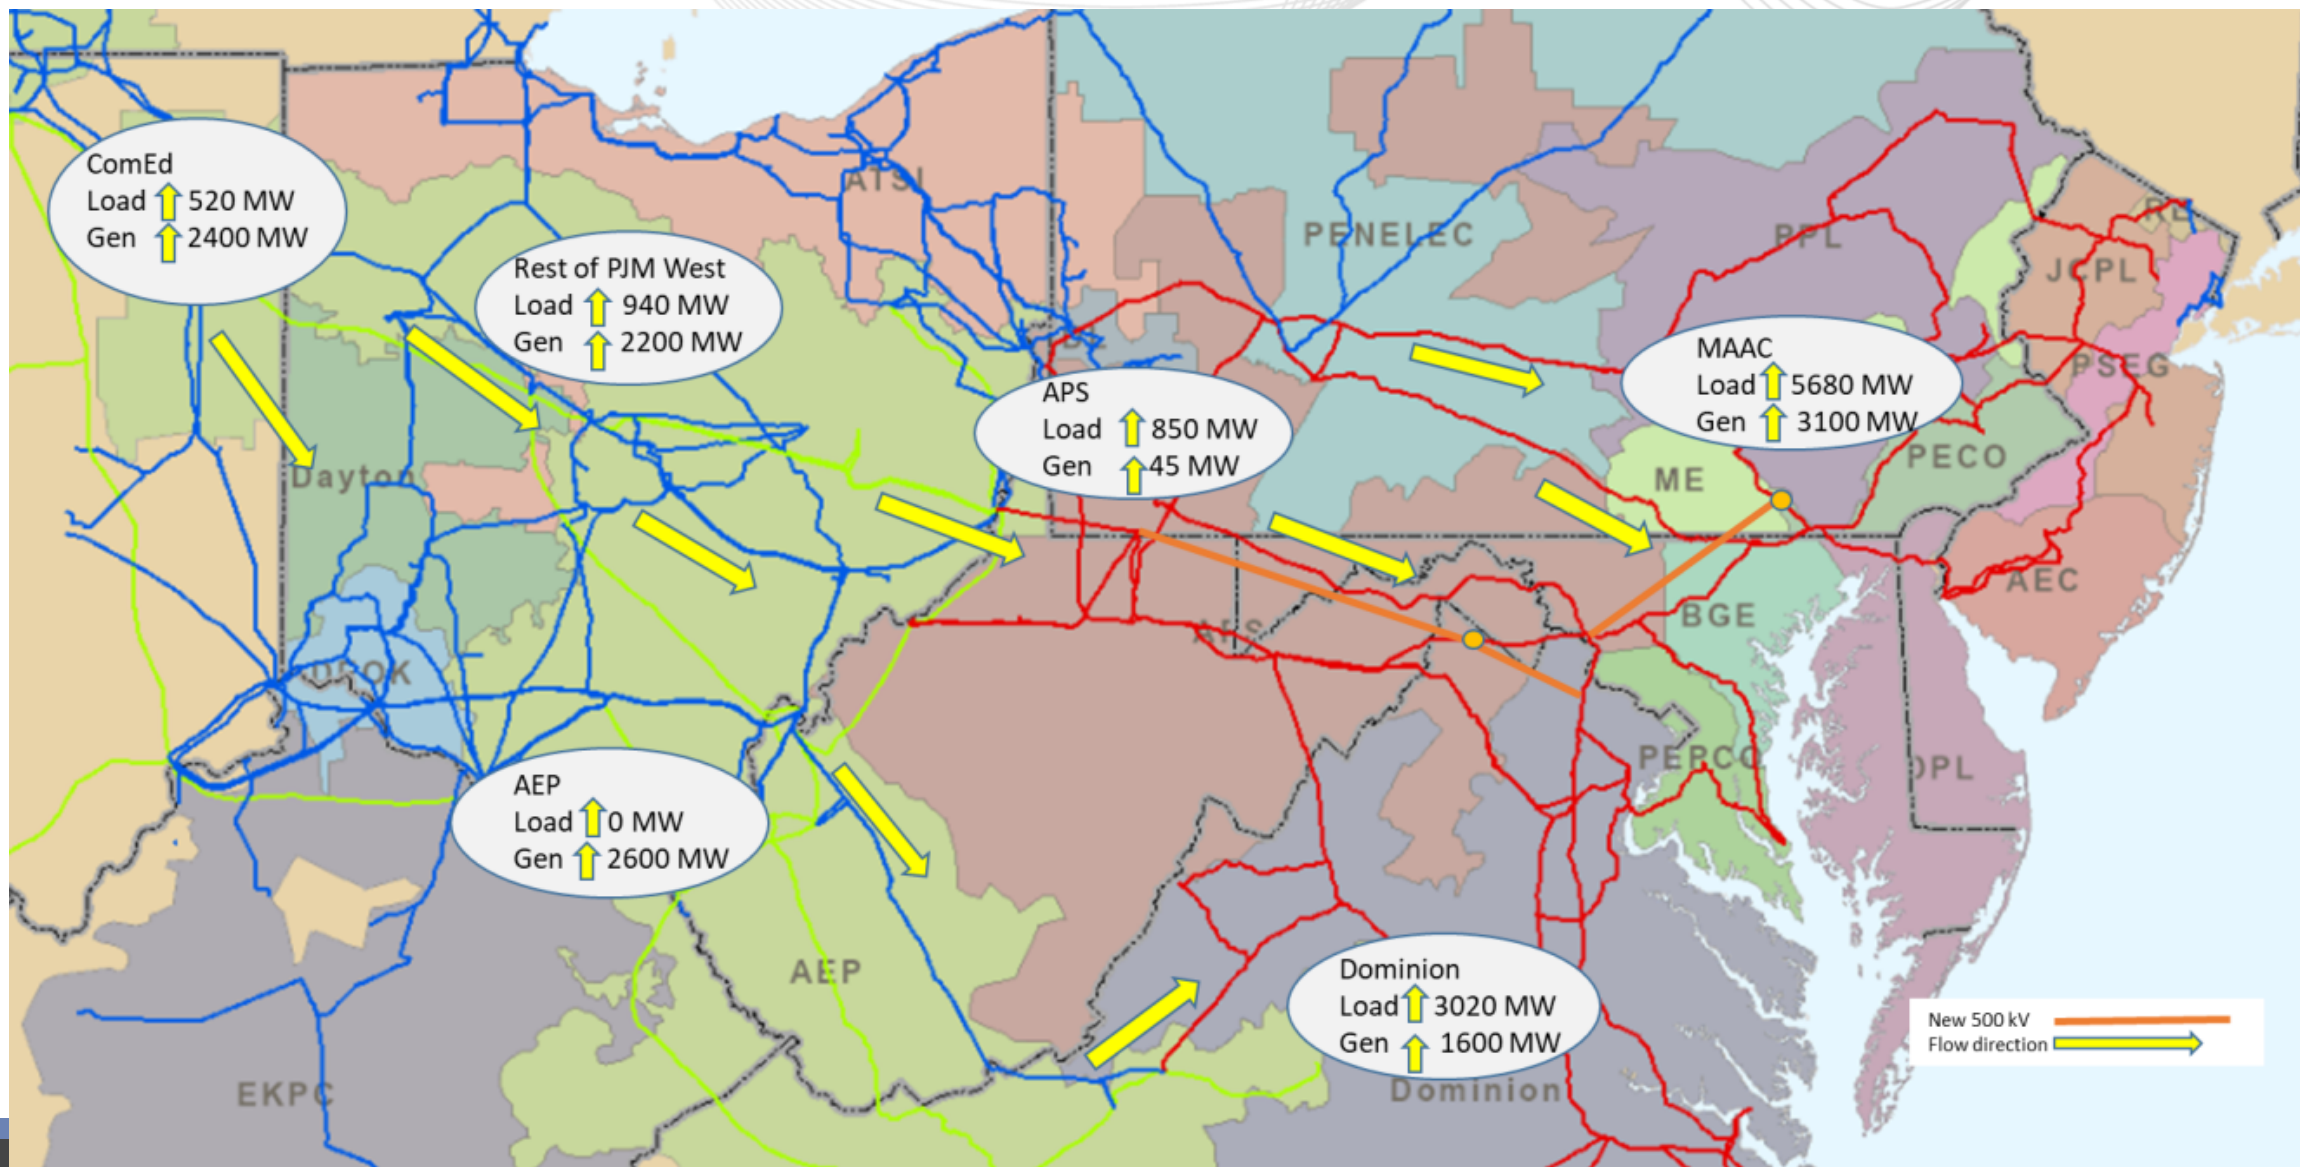 ComEd
Load 520 MW
Gen 2400 MW
Rest of PJM West
Load 940 MW
Gen 2200 MW
APS
Load 850 MW
Gen 45 MW
MAAC
Load 5680 MW
Gen 3100 MW
AEP
Load 0 MW
Gen 2600 MW
Dominion
Load 3020 MW
Gen 1600 MW
ATSI
PENELEC
PPL
RE
JCPL
PSEG
PECO
ME
Dayton
AEC
BGE
APS
DEOK
PEPCO
DPL
AEP
EKPC
Dominion
New 500 kV
Flow direction